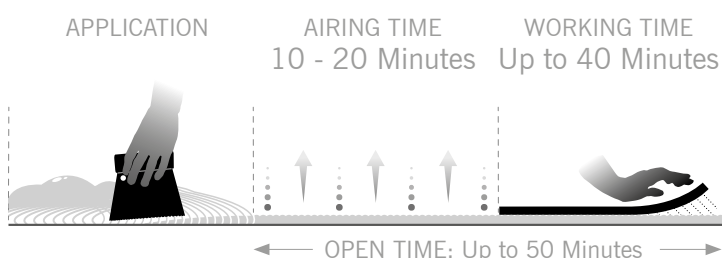 APPLICATION
AIRING TIME
10 - 20 Minutes
WORKING TIME
Up to 40 Minutes
OPEN TIME: Up to 50 Minutes